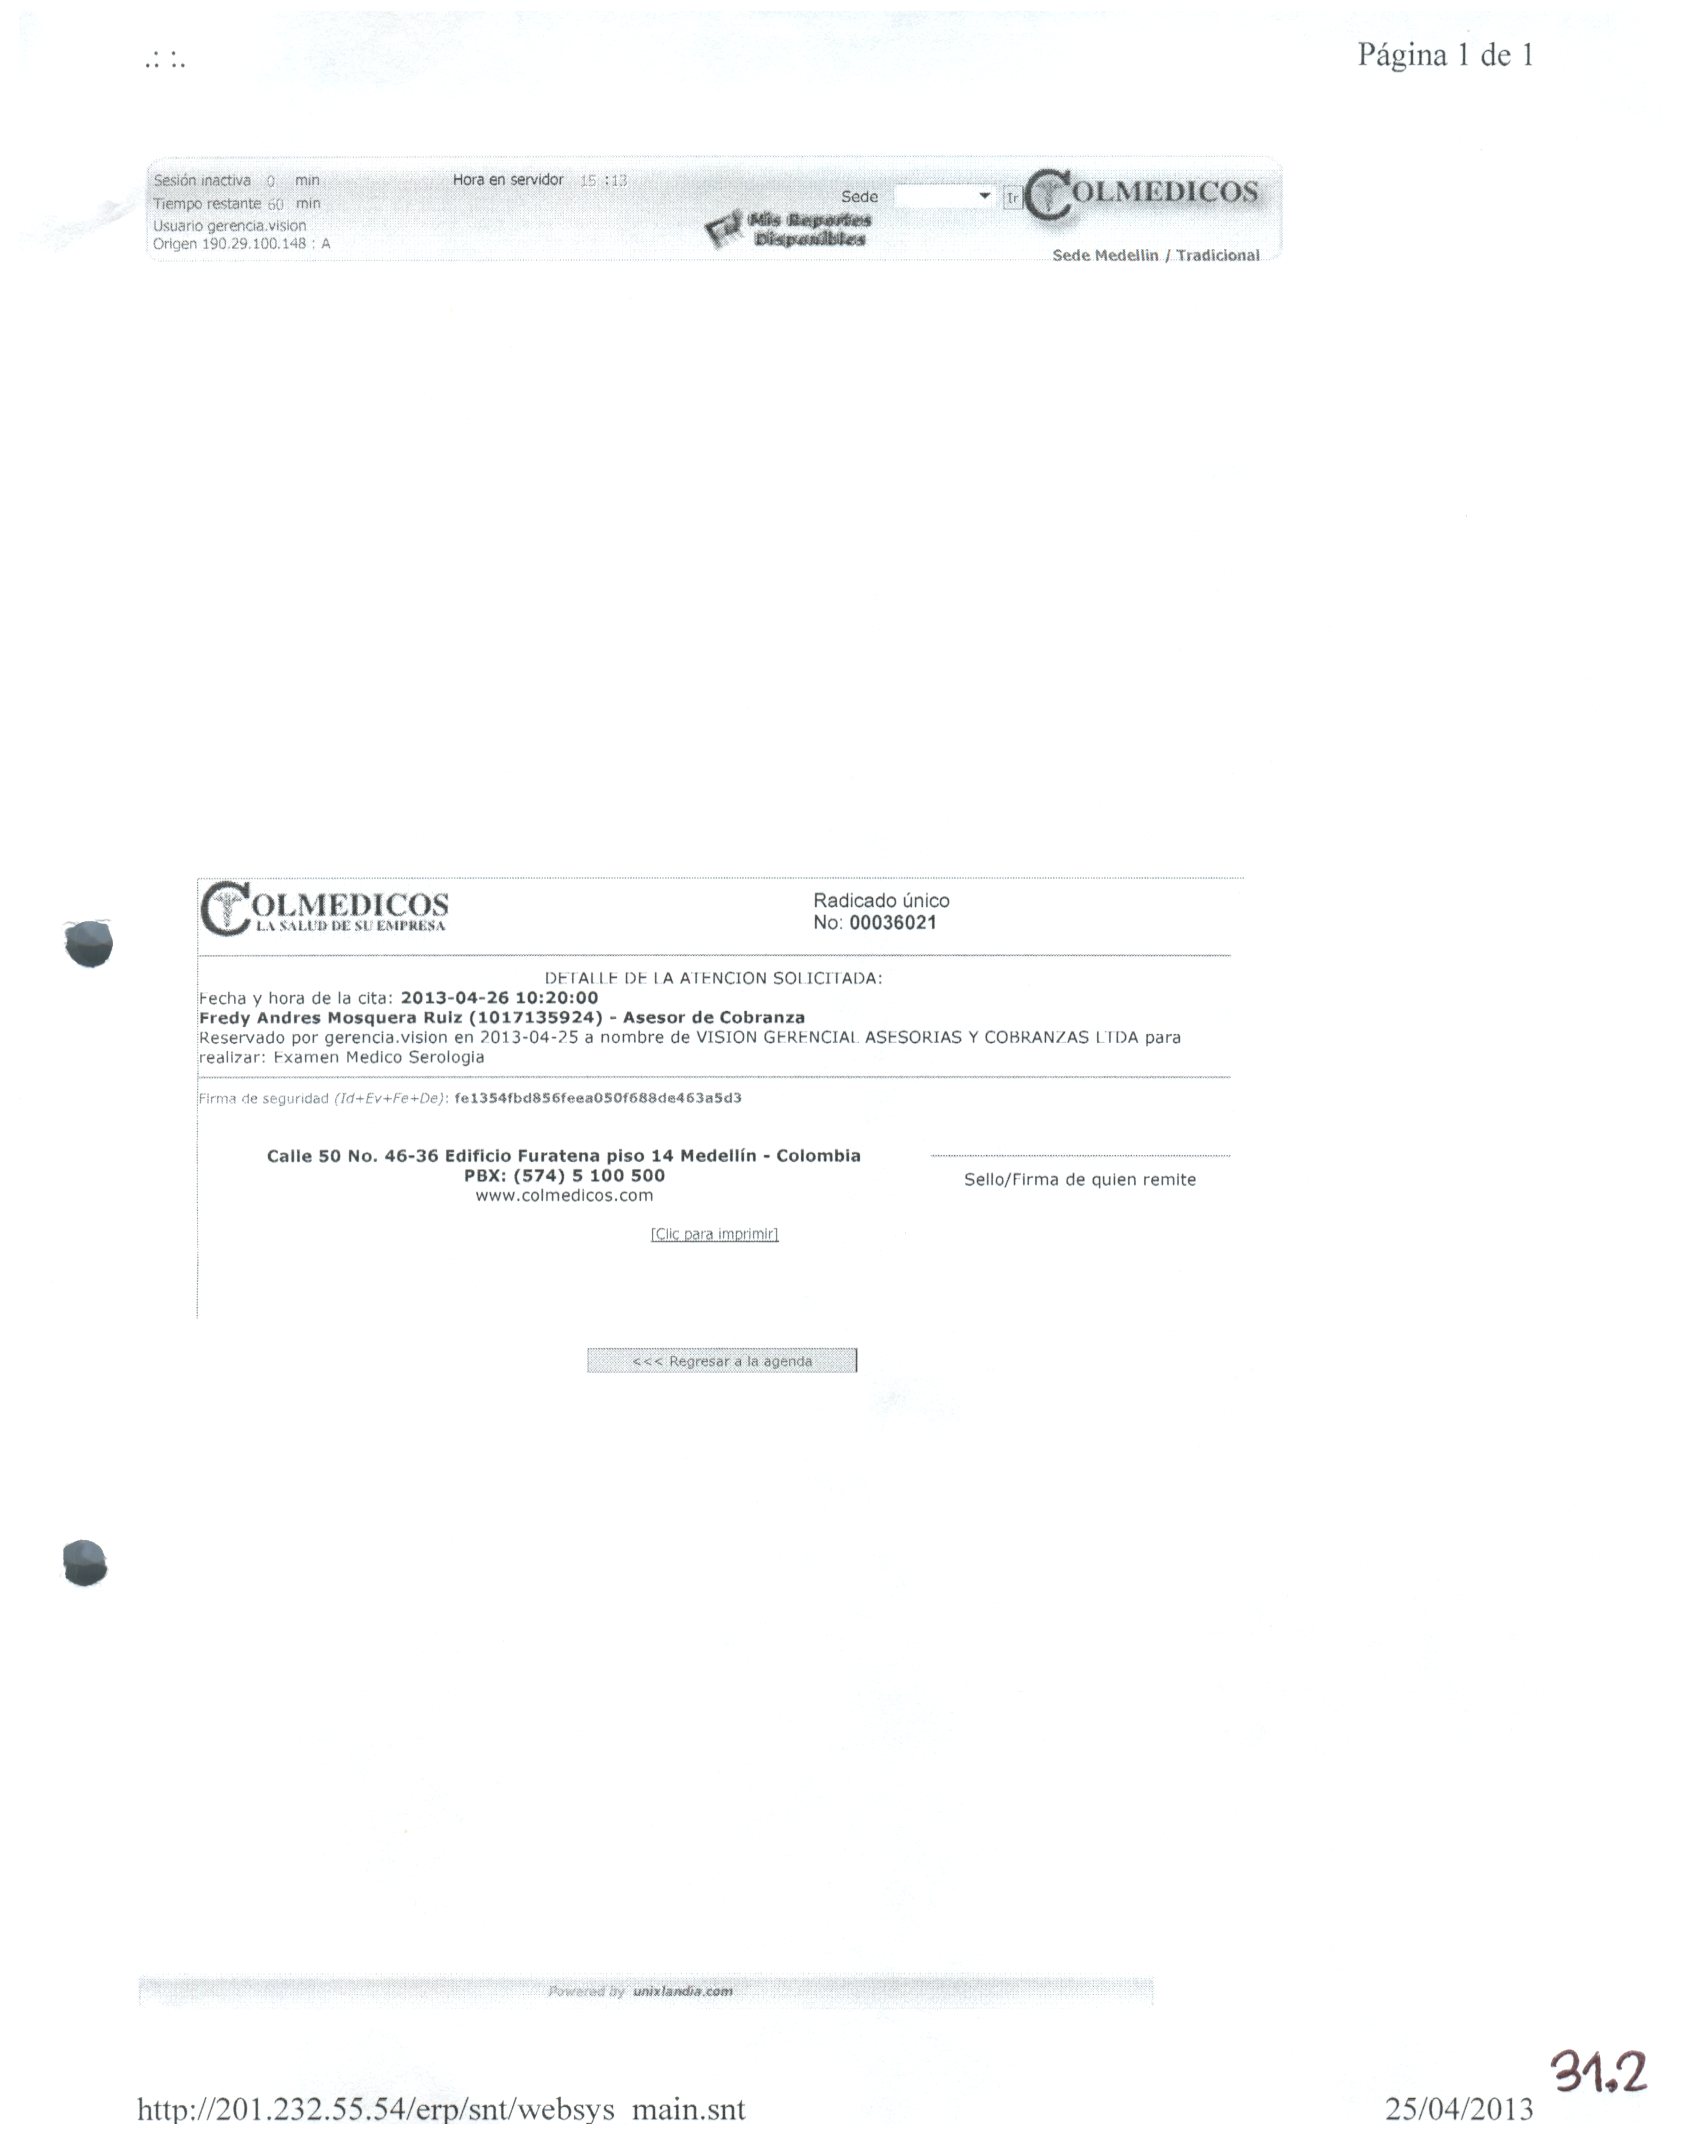 .: :.
Página 1 de 1
Sesión inactiva 0 min
Hora en servidor 15 :13
Tiempo restante 60 min
Usuario gerencia.vision
Origen 190.29.100.148 : A
Sede
Ir
Mis Reportes
Disponibles
COLMEDICOS
Sede Medellin / Tradicional
COLMEDICOS
LA SALUD DE SU EMPRESA
Radicado único
No: 00036021
DETALLE DE LA ATENCION SOLICITADA:
Fecha y hora de la cita: 2013-04-26 10:20:00
Fredy Andres Mosquera Ruiz (1017135924) - Asesor de Cobranza
Reservado por gerencia.vision en 2013-04-25 a nombre de VISION GERENCIAL ASESORIAS Y COBRANZAS LTDA para
realizar: Examen Medico Serologia
Firma de seguridad (Id+Ev+Fe+De): fe1354fbd856feea050f688de463a5d3
Calle 50 No. 46-36 Edificio Furatena piso 14 Medellín - Colombia
PBX: (574) 5 100 500
www.colmedicos.com
Sello/Firma de quien remite
[Clic para imprimir]
<<< Regresar a la agenda
Powered by unixlandia.com
31.2
http://201.232.55.54/erp/snt/websys_main.snt
25/04/2013